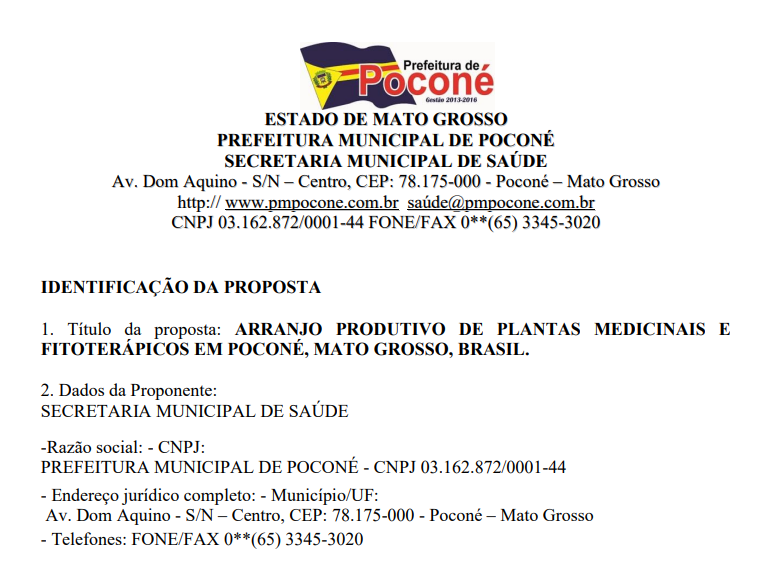 Prefeitura de
Poconé
Gestão 2013-2016
ESTADO DE MATO GROSSO
PREFEITURA MUNICIPAL DE POCONÉ
SECRETARIA MUNICIPAL DE SAÚDE
Av. Dom Aquino - S/N – Centro, CEP: 78.175-000 - Poconé – Mato Grosso
http:// www.pmpocone.com.br saúde@pmpocone.com.br
CNPJ 03.162.872/0001-44 FONE/FAX 0**(65) 3345-3020
IDENTIFICAÇÃO DA PROPOSTA
1. Título da proposta: ARRANJO PRODUTIVO DE PLANTAS MEDICINAIS E
FITOTERÁPICOS EM POCONÉ, MATO GROSSO, BRASIL.
2. Dados da Proponente:
SECRETARIA MUNICIPAL DE SAÚDE
-Razão social: - CNPJ:
PREFEITURA MUNICIPAL DE POCONÉ - CNPJ 03.162.872/0001-44
- Endereço jurídico completo: - Município/UF:
Av. Dom Aquino - S/N – Centro, CEP: 78.175-000 - Poconé – Mato Grosso
- Telefones: FONE/FAX 0**(65) 3345-3020